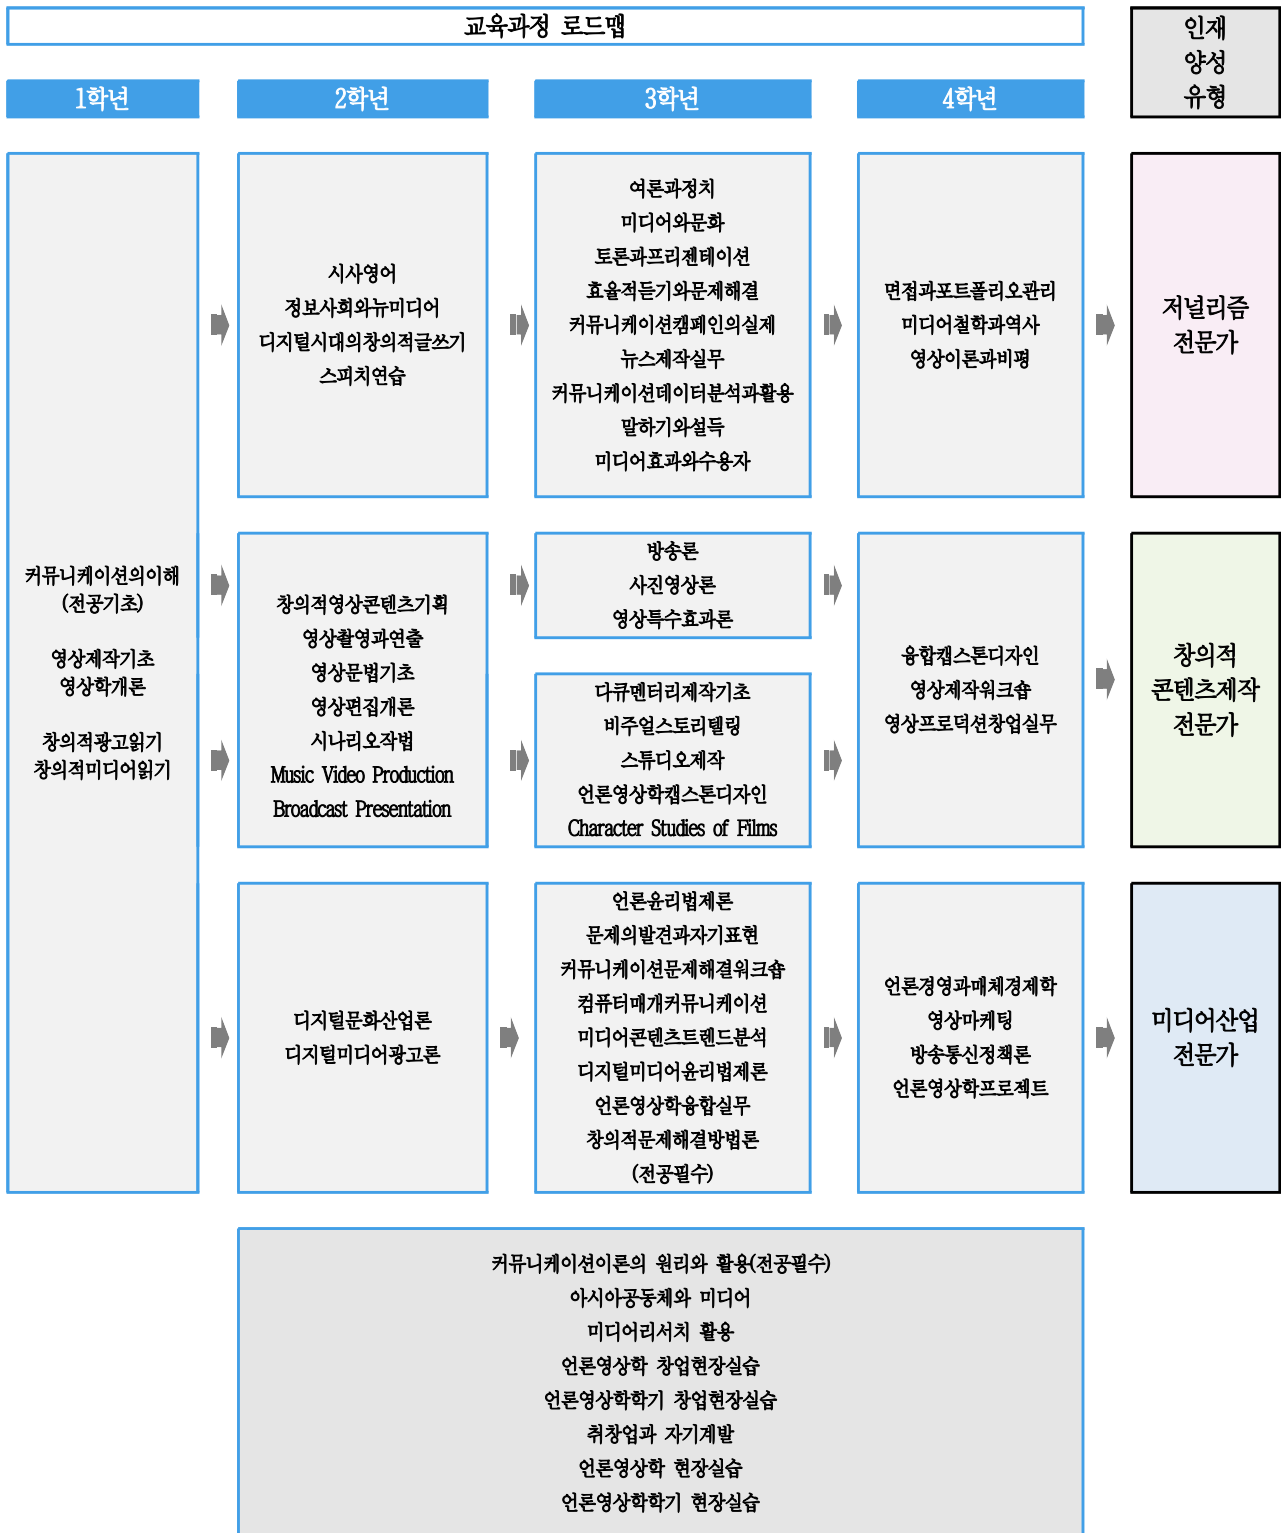 교육과정 로드맵
인재
양성
유형
1학년
2학년
3학년
4학년
커뮤니케이션의이해
(전공기초)
영상제작기초
영상학개론
창의적광고읽기
창의적미디어읽기
시사영어
정보사회와뉴미디어
디지털시대의창의적글쓰기
스피치연습
여론과정치
미디어와문화
토론과프리젠테이션
효율적듣기와문제해결
커뮤니케이션캠페인의실제
뉴스제작실무
커뮤니케이션데이터분석과활용
말하기와설득
미디어효과와수용자
면접과포트폴리오관리
미디어철학과역사
영상이론과비평
저널리즘
전문가
창의적영상콘텐츠기획
영상촬영과연출
영상문법기초
영상편집개론
시나리오작법
Music Video Production
Broadcast Presentation
방송론
사진영상론
영상특수효과론
다큐멘터리제작기초
비주얼스토리텔링
스튜디오제작
언론영상학캡스톤디자인
Character Studies of Films
융합캡스톤디자인
영상제작워크숍
영상프로덕션창업실무
창의적
콘텐츠제작
전문가
디지털문화산업론
디지털미디어광고론
언론윤리법제론
문제의발견과자기표현
커뮤니케이션문제해결워크숍
컴퓨터매개커뮤니케이션
미디어콘텐츠트렌드분석
디지털미디어윤리법제론
언론영상학융합실무
창의적문제해결방법론
(전공필수)
언론경영과매체경제학
영상마케팅
방송통신정책론
언론영상학프로젝트
미디어산업
전문가
커뮤니케이션이론의 원리와 활용(전공필수)
아시아공동체와 미디어
미디어리서치 활용
언론영상학 창업현장실습
언론영상학학기 창업현장실습
취창업과 자기계발
언론영상학 현장실습
언론영상학학기 현장실습